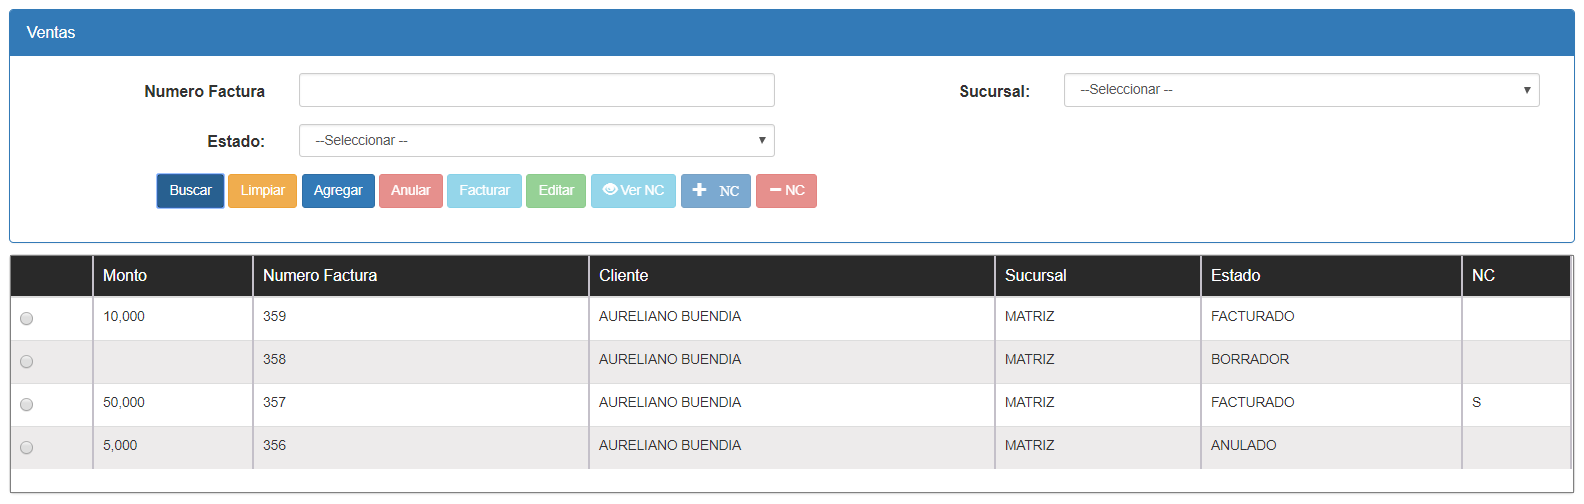 Ventas
Numero Factura Sucursal: --Seleccionar --
Estado: --Seleccionar --
Buscar Limpiar Agregar Anular Facturar Editar Ver NC NC NC
Monto Numero Factura Cliente Sucursal Estado NC
10,000 359 AURELIANO BUENDIA MATRIZ FACTURADO
358 AURELIANO BUENDIA MATRIZ BORRADOR
50,000 357 AURELIANO BUENDIA MATRIZ FACTURADO S
5,000 356 AURELIANO BUENDIA MATRIZ ANULADO